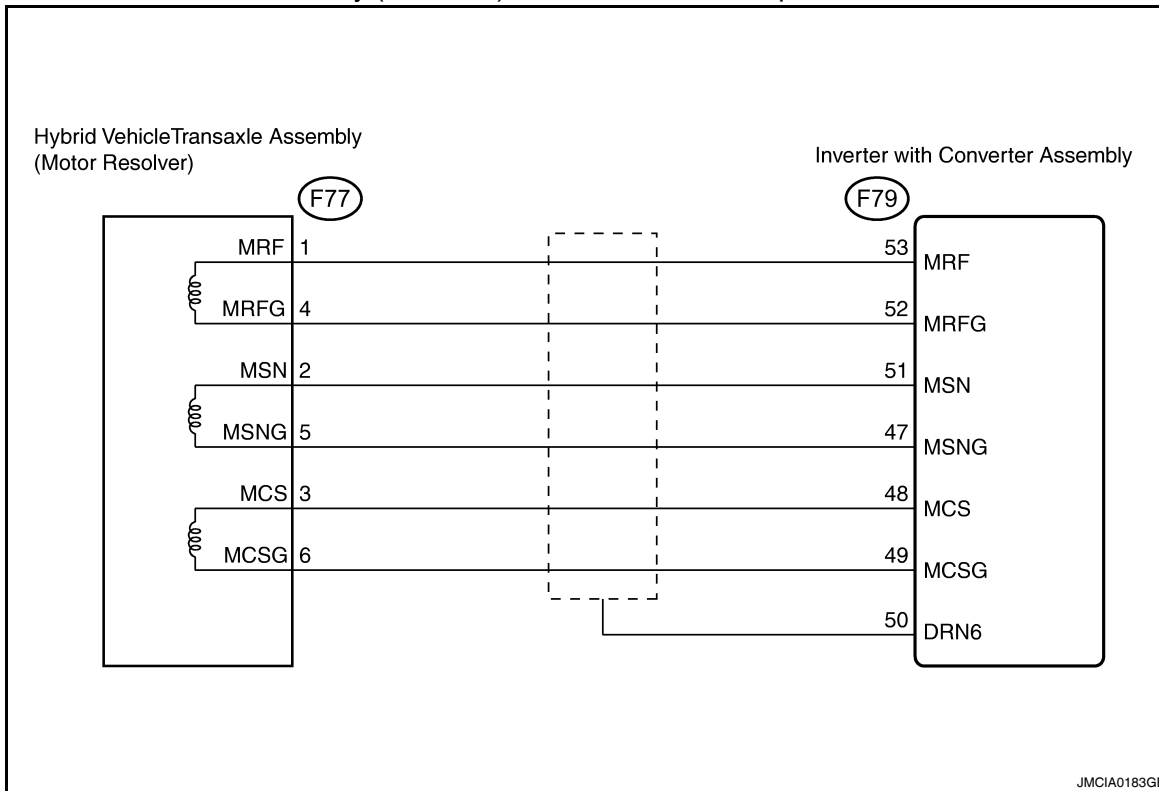 Hybrid VehicleTransaxle Assembly
(Motor Resolver)
Inverter with Converter Assembly
F77
F79
MRF 1 53 MRF
MRFG 4 52 MRFG
MSN 2 51 MSN
MSNG 5 47 MSNG
MCS 3 48 MCS
MCSG 6 49 MCSG
50 DRN6